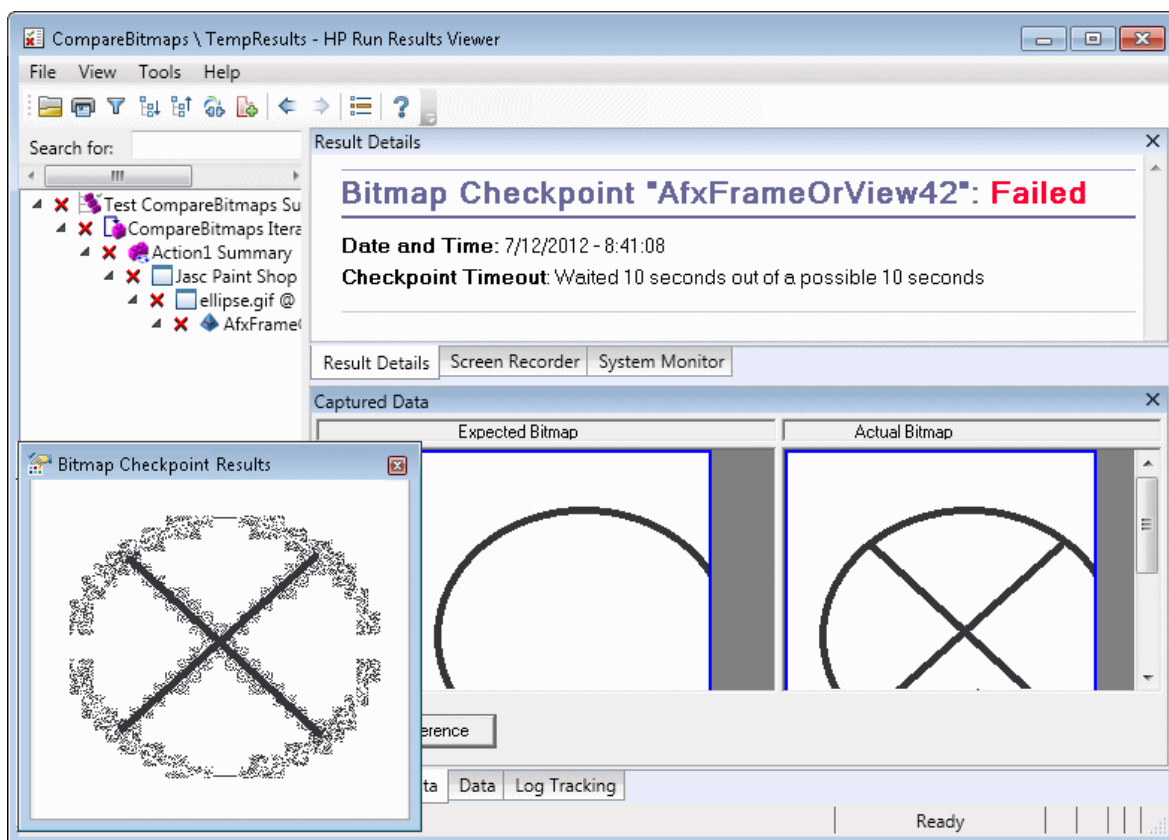 CompareBitmaps \ TempResults - HP Run Results Viewer
File View Tools Help
Search for:
Test CompareBitmaps Su
CompareBitmaps Itera
Action1 Summary
Jasc Paint Shop
ellipse.gif @
AfxFrame
Result Details
Bitmap Checkpoint "AfxFrameOrView42": Failed
Date and Time: 7/12/2012 - 8:41:08
Checkpoint Timeout: Waited 10 seconds out of a possible 10 seconds
Result Details Screen Recorder System Monitor
Captured Data
Expected Bitmap Actual Bitmap
Bitmap Checkpoint Results
erence
ta Data Log Tracking
Ready